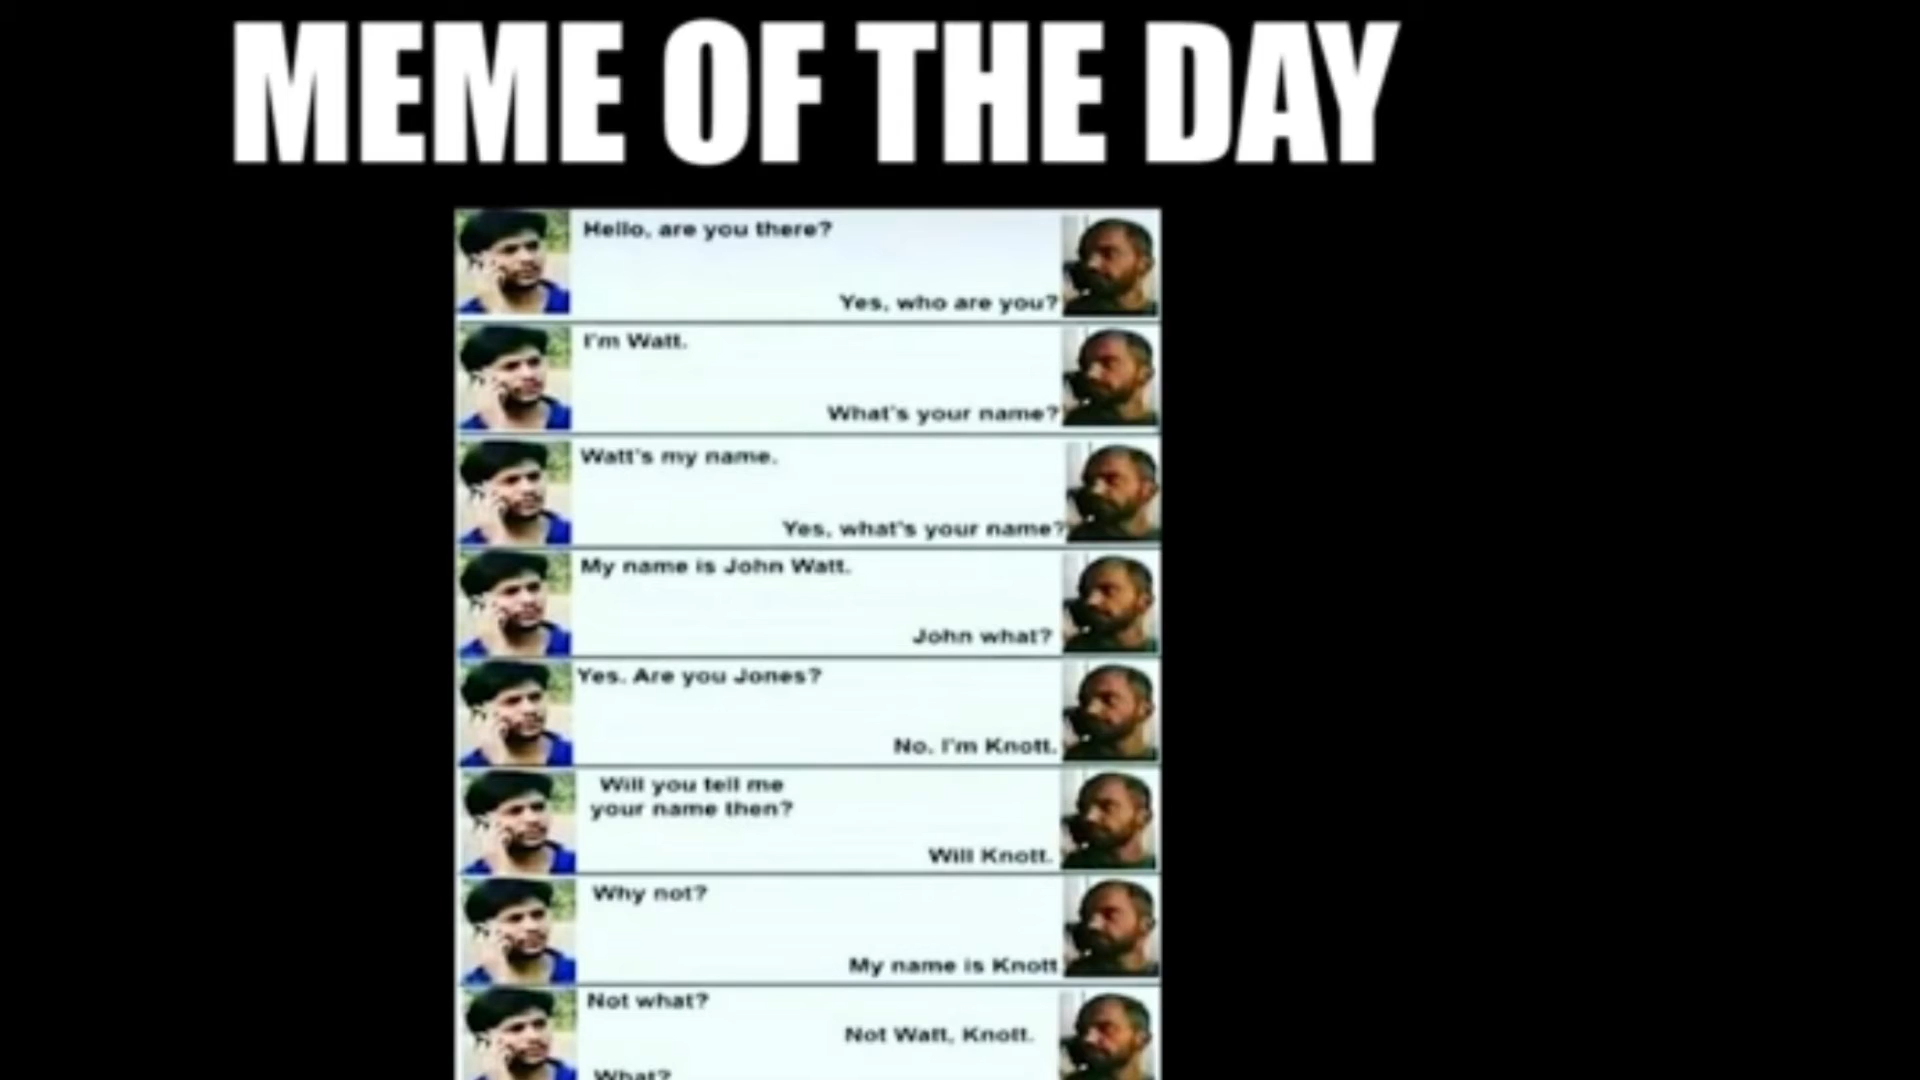 MEME OF THE DAY
Hello, are you there?
Yes, who are you?
I'm Watt.
What's your name?
Watt's my name.
Yes, what's your name?
My name is John Watt.
John what?
Yes. Are you Jones?
No. I'm Knott.
Will you tell me
your name then?
Will Knott.
Why not?
My name is Knott
Not what?
Not Watt, Knott.
What?